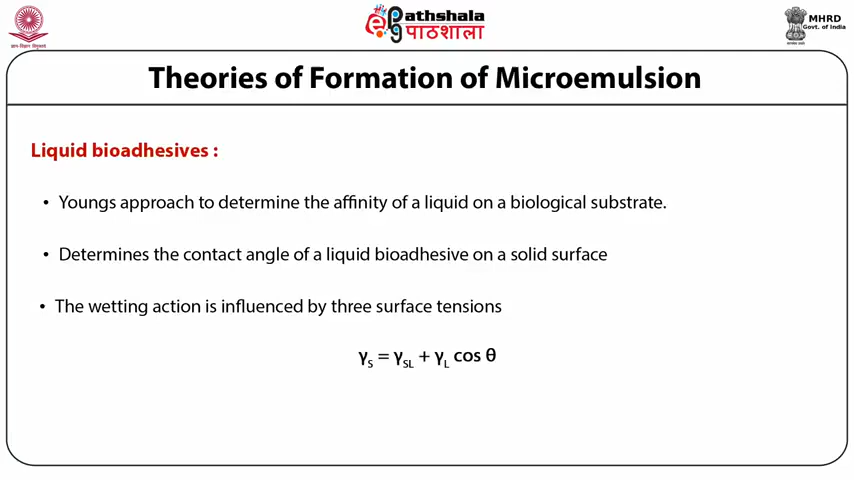 ePathshala
पाठशाला
MHRD
Govt. of India
Theories of Formation of Microemulsion
Liquid bioadhesives :
• Youngs approach to determine the affinity of a liquid on a biological substrate.
• Determines the contact angle of a liquid bioadhesive on a solid surface
• The wetting action is influenced by three surface tensions
γS = γSL + γL cos θ